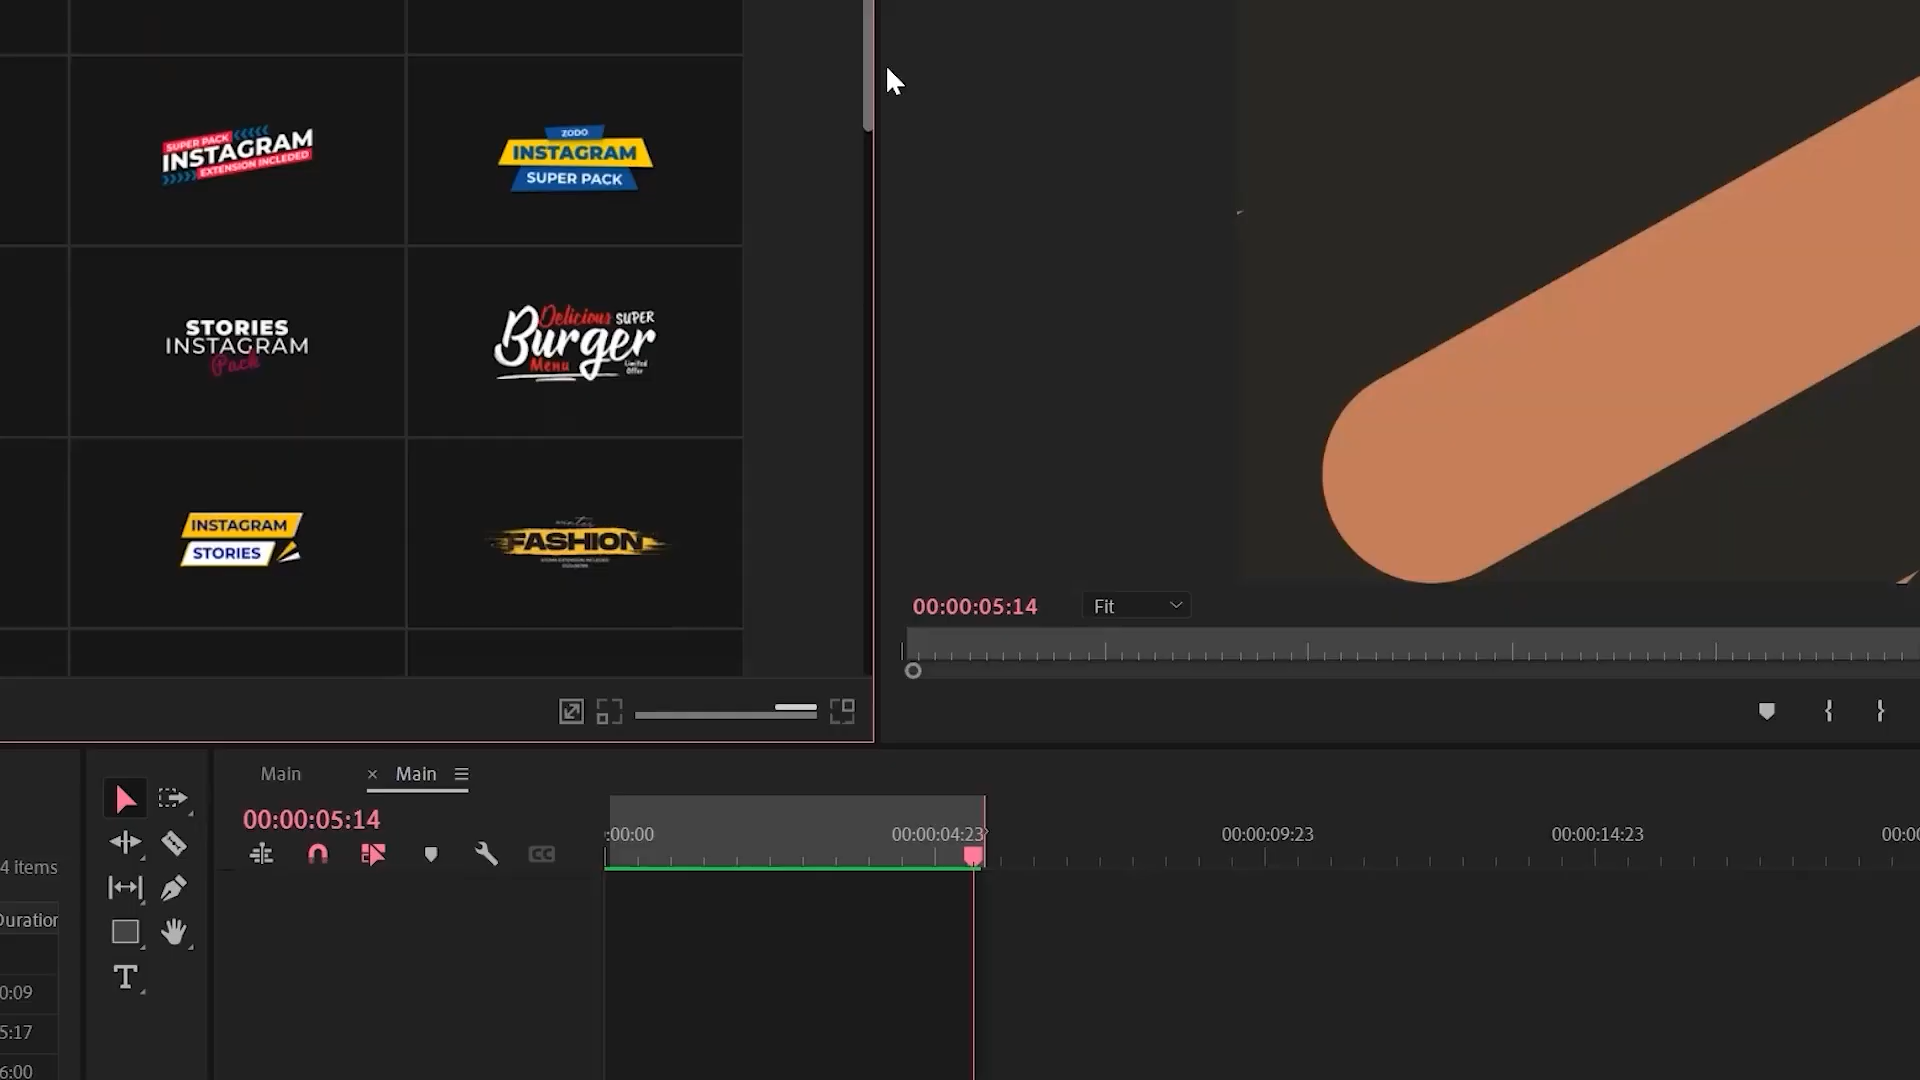 SUPER PACK
INSTAGRAM
EXTENSION INCLEDED
ZODO
INSTAGRAM
SUPER PACK
STORIES
INSTAGRAM
Pack
Delicious SUPER
Burger
Menu Limited
Offer
INSTAGRAM
STORIES
winter
FASHION
00:00:05:14
Fit
Main
Main
00:00:05:14
:00:00
00:00:04:23
00:00:09:23
00:00:14:23
00:00
4 items
Duration
0:09
5:17
6:00
CC
T